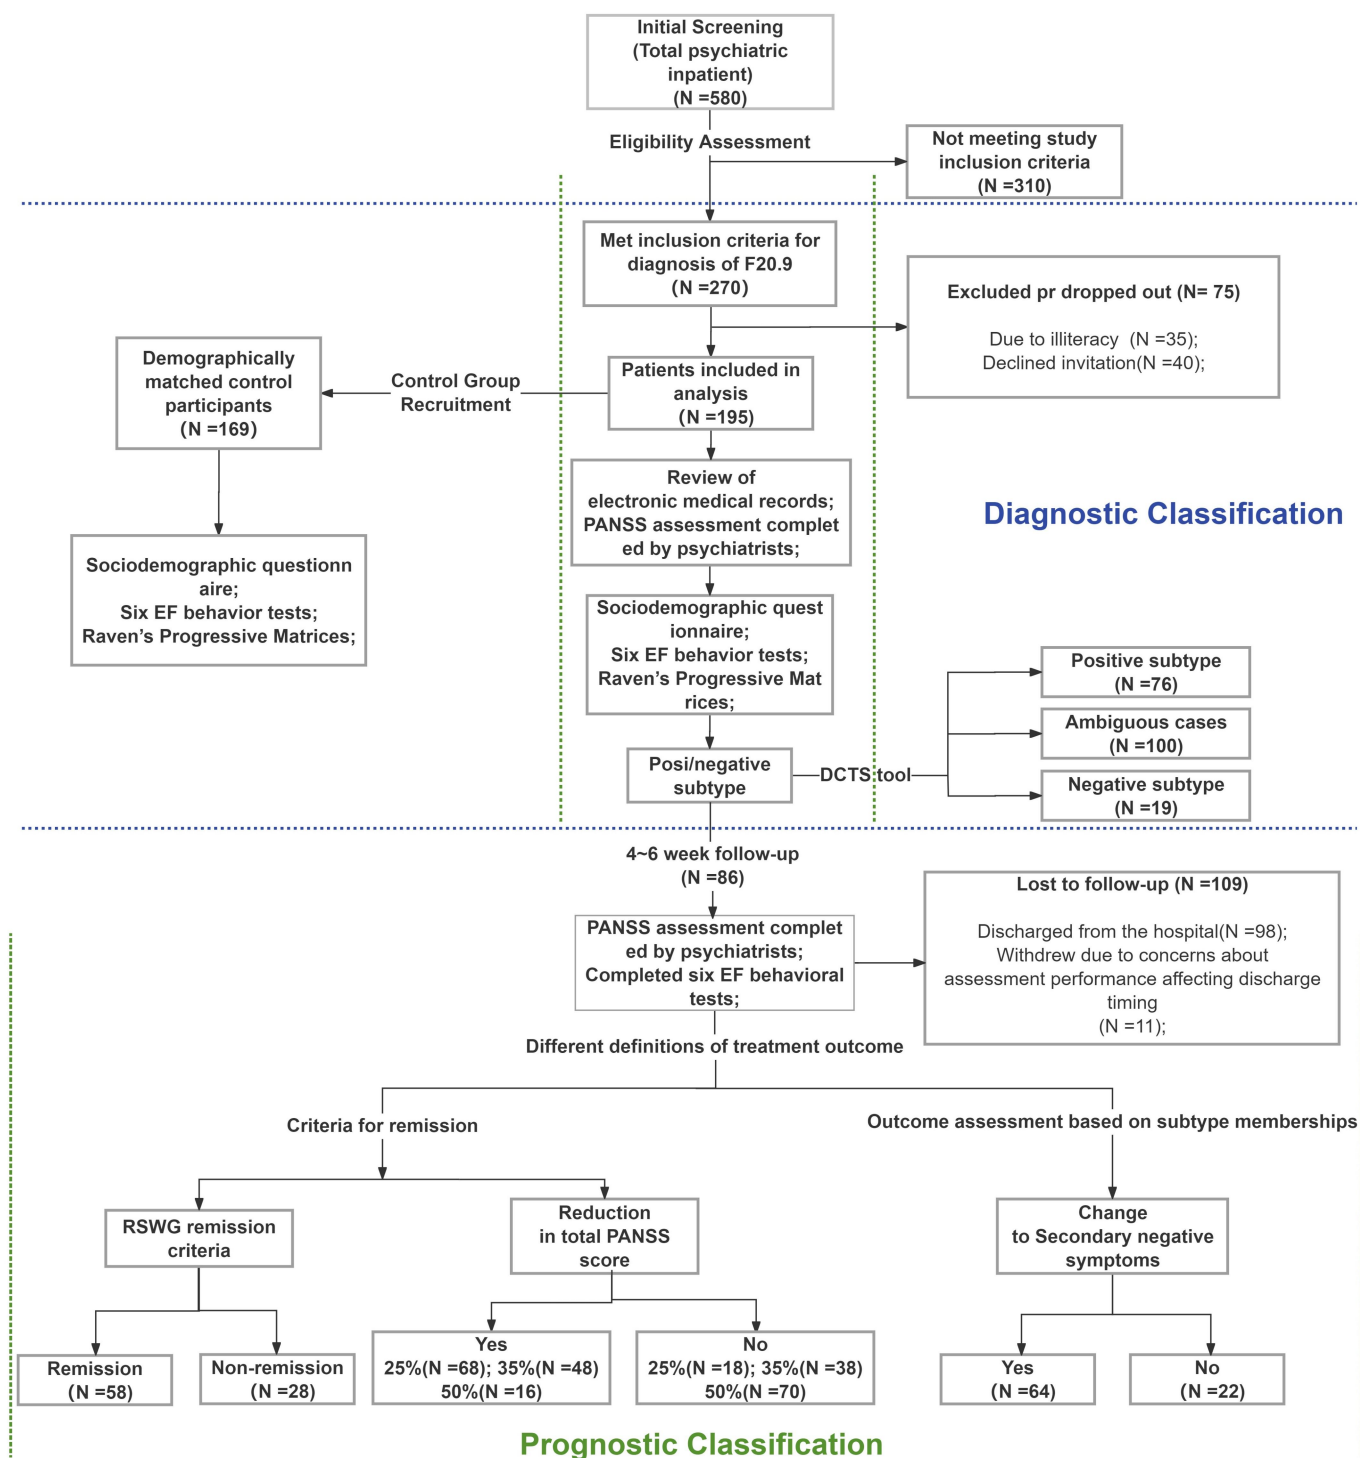 Initial Screening
(Total psychiatric
inpatient)
(N =580)
Eligibility Assessment
Not meeting study
inclusion criteria
(N =310)
Met inclusion criteria for
diagnosis of F20.9
(N =270)
Excluded pr dropped out (N= 75)
Due to illiteracy (N =35);
Declined invitation(N =40);
Demographically
matched control
participants
(N =169)
Control Group
Recruitment
Patients included in
analysis
(N =195)
Review of
electronic medical records;
PANSS assessment complet
ed by psychiatrists;
Diagnostic Classification
Sociodemographic questionn
aire;
Six EF behavior tests;
Raven’s Progressive Matrices;
Sociodemographic quest
ionnaire;
Six EF behavior tests;
Raven’s Progressive Mat
rices;
Positive subtype
(N =76)
Ambiguous cases
(N =100)
Negative subtype
(N =19)
Posi/negative
subtype
DCTS tool
4~6 week follow-up
(N =86)
PANSS assessment complet
ed by psychiatrists;
Completed six EF behavioral
tests;
Lost to follow-up (N =109)
Discharged from the hospital(N =98);
Withdrew due to concerns about
assessment performance affecting discharge
timing
(N =11);
Different definitions of treatment outcome
Criteria for remission
Outcome assessment based on subtype memberships
RSWG remission
criteria
Reduction
in total PANSS
score
Change
to Secondary negative
symptoms
Remission
(N =58)
Non-remission
(N =28)
Yes
25%(N =68); 35%(N =48)
50%(N =16)
No
25%(N =18); 35%(N =38)
50%(N =70)
Yes
(N =64)
No
(N =22)
Prognostic Classification